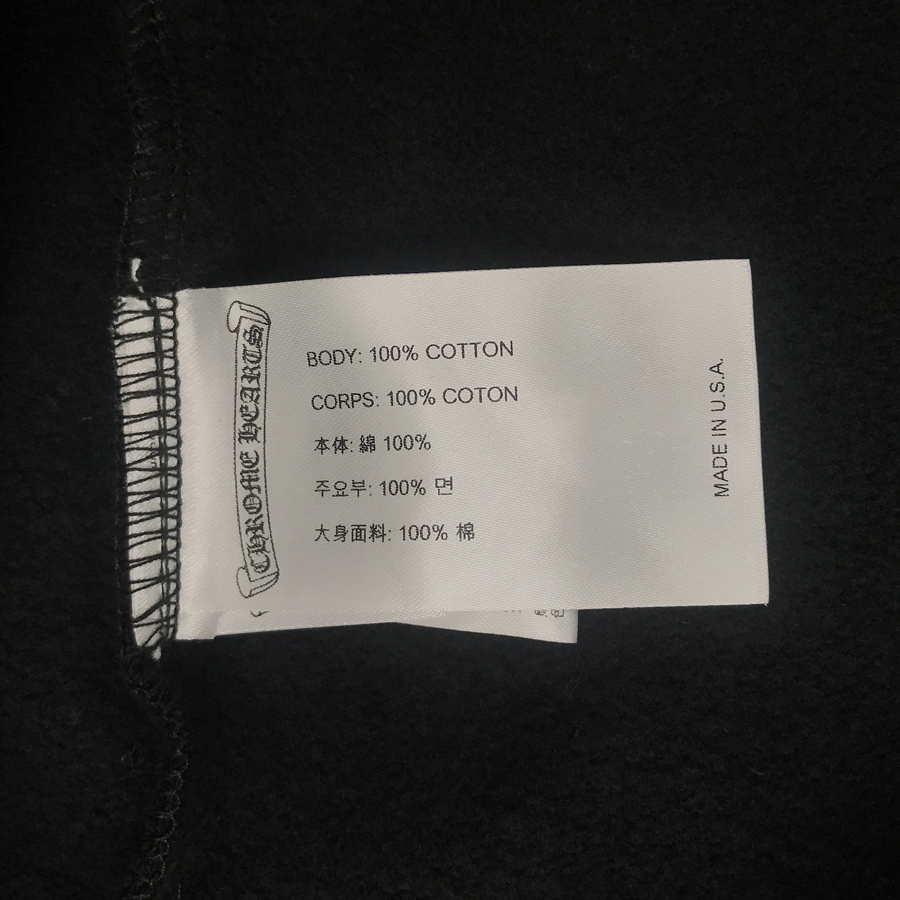 CHROME HEARTS
BODY: 100% COTTON
CORPS: 100% COTON
本体: 綿 100%
주요부: 100% 면
大身面料: 100% 棉
MADE IN U.S.A.